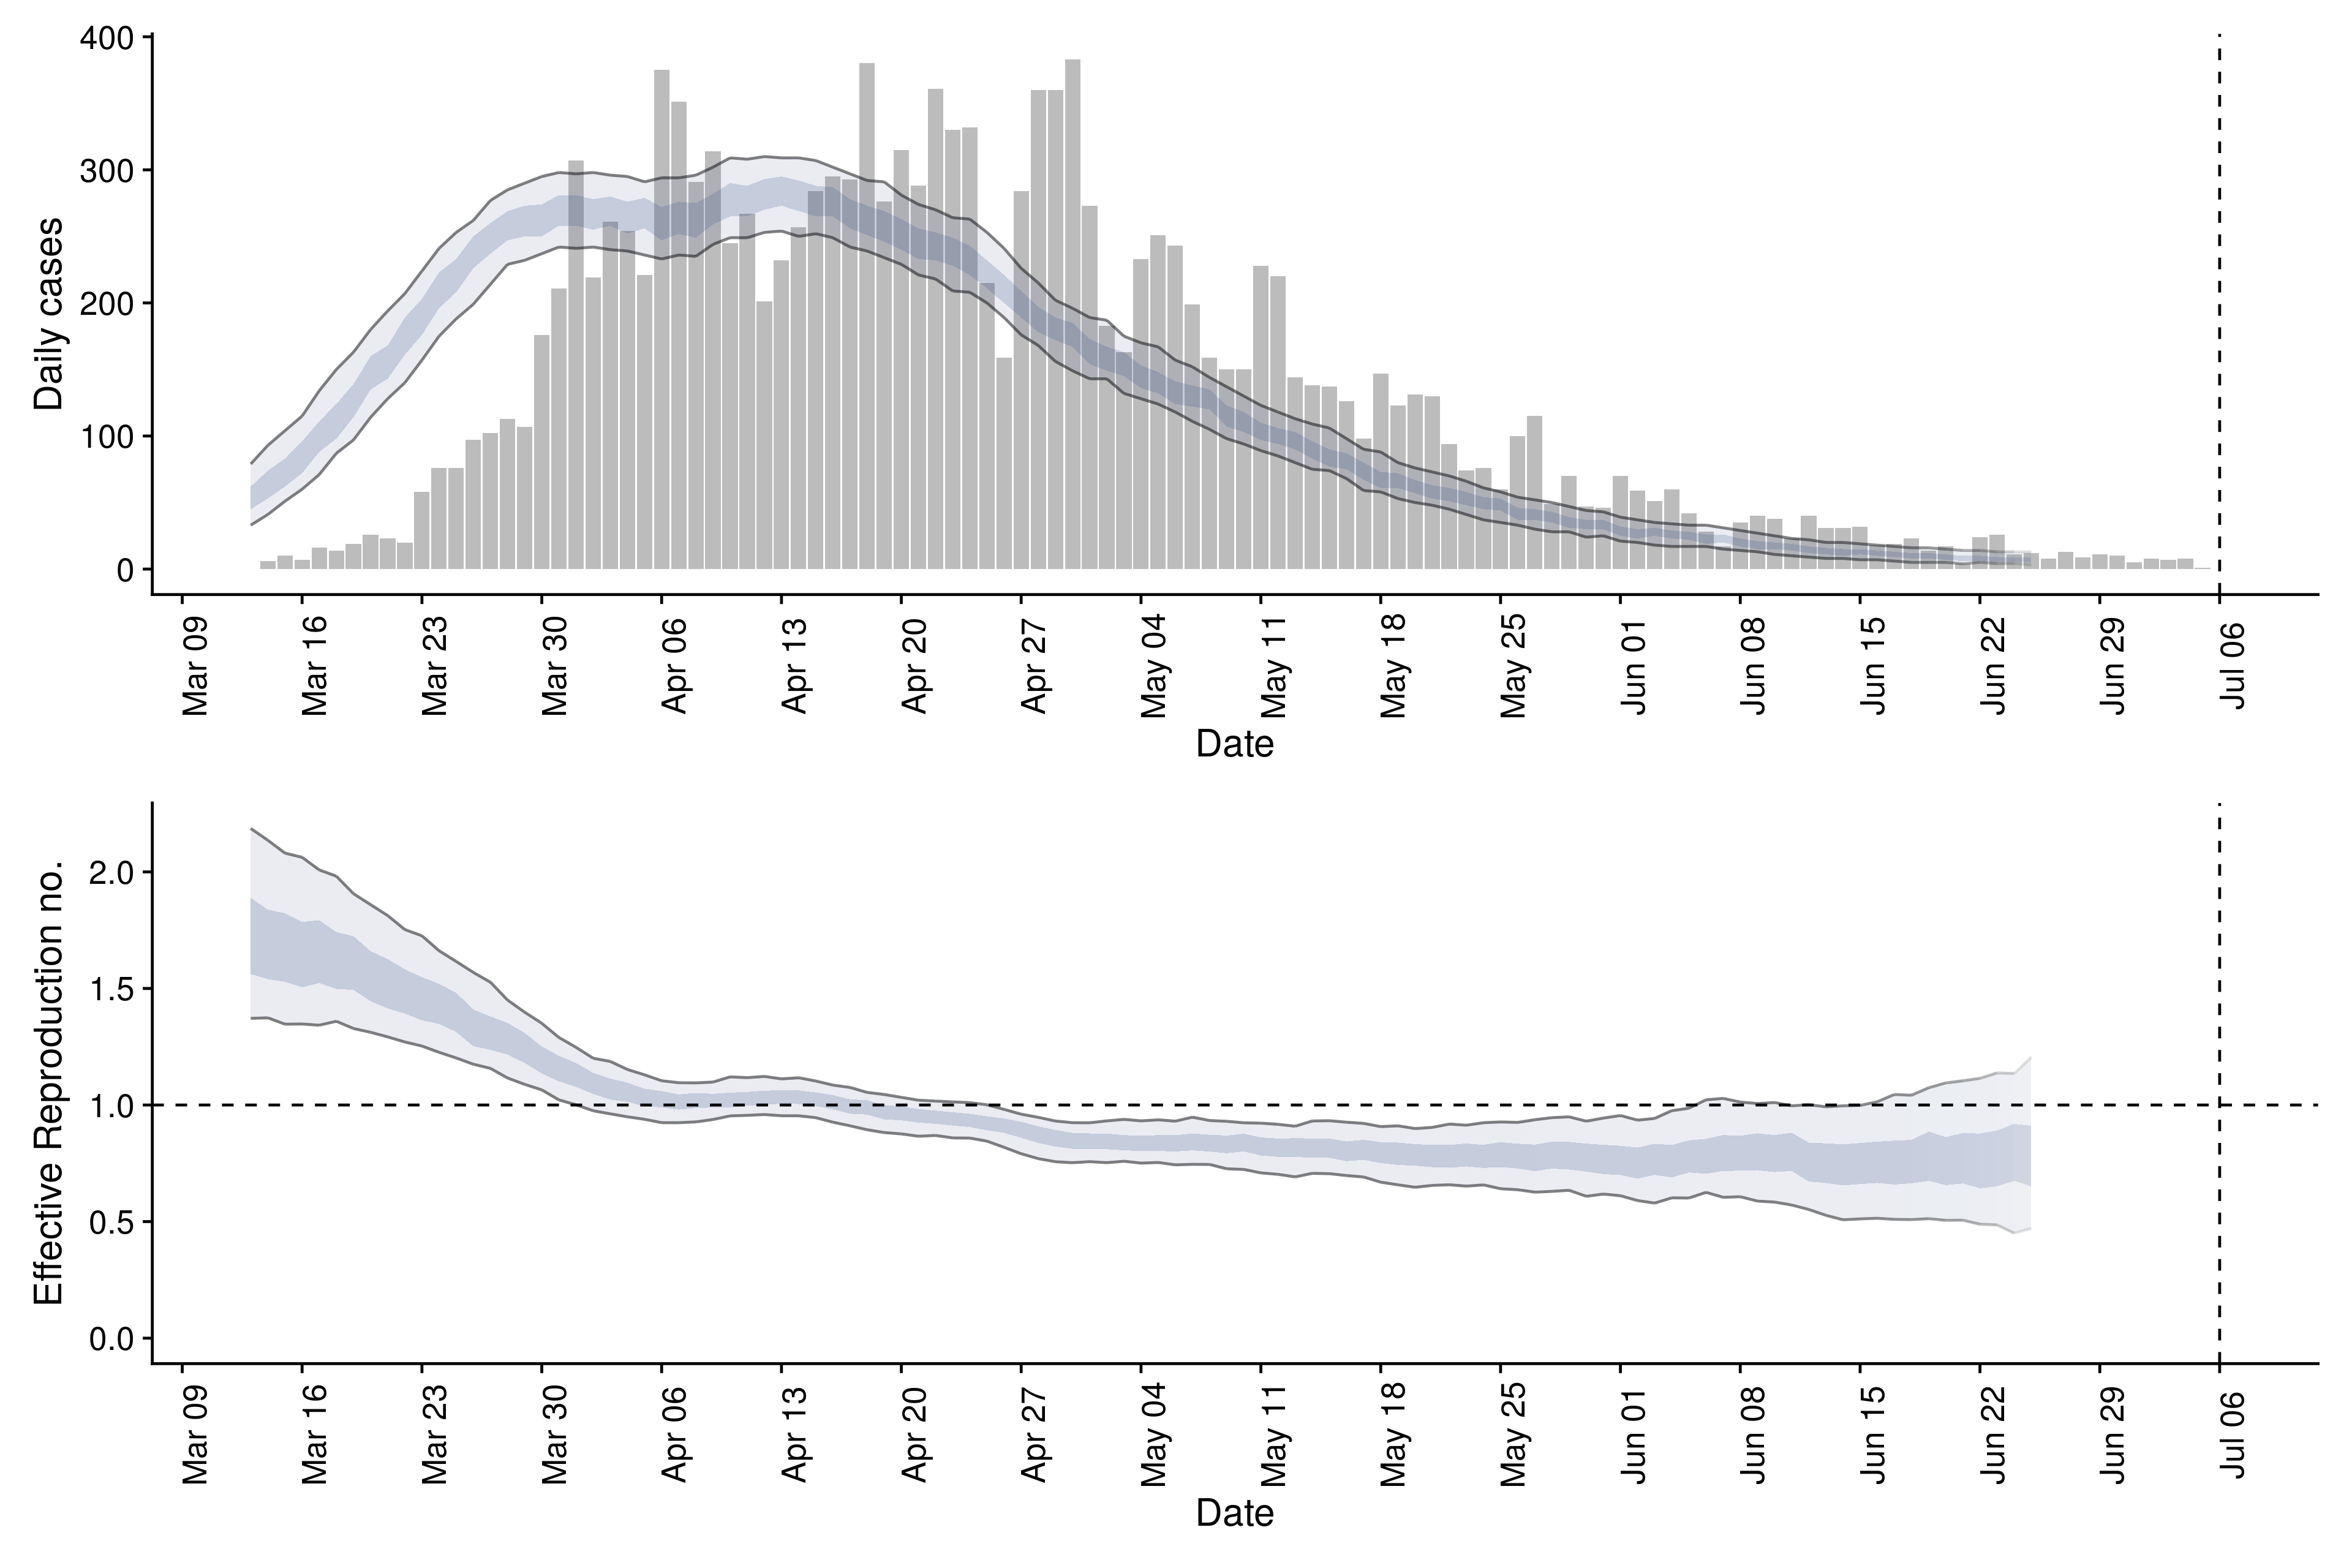 Daily cases
400
300
200
100
0
Mar 09
Mar 16
Mar 23
Mar 30
Apr 06
Apr 13
Apr 20
Apr 27
May 04
May 11
May 18
May 25
Jun 01
Jun 08
Jun 15
Jun 22
Jun 29
Jul 06
Date
Effective Reproduction no.
2.0
1.5
1.0
0.5
0.0
Mar 09
Mar 16
Mar 23
Mar 30
Apr 06
Apr 13
Apr 20
Apr 27
May 04
May 11
May 18
May 25
Jun 01
Jun 08
Jun 15
Jun 22
Jun 29
Jul 06
Date